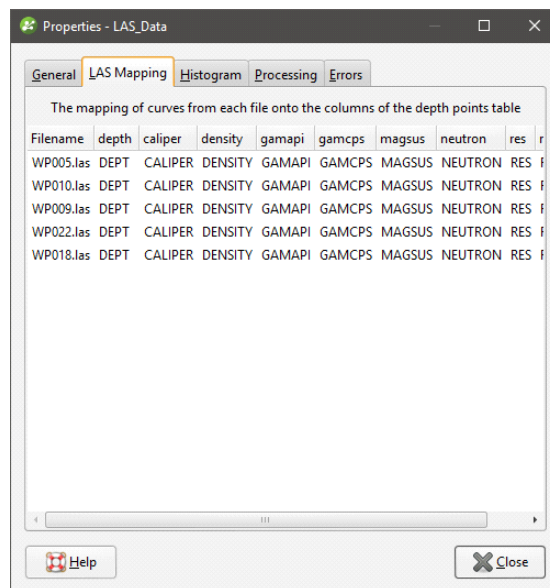 Properties - LAS_Data
General LAS Mapping Histogram Processing Errors
The mapping of curves from each file onto the columns of the depth points table
Filename depth caliper density gamapi gamcps magsus neutron res r
WP005.las DEPT CALIPER DENSITY GAMAPI GAMCPS MAGSUS NEUTRON RES
WP010.las DEPT CALIPER DENSITY GAMAPI GAMCPS MAGSUS NEUTRON RES
WP009.las DEPT CALIPER DENSITY GAMAPI GAMCPS MAGSUS NEUTRON RES
WP022.las DEPT CALIPER DENSITY GAMAPI GAMCPS MAGSUS NEUTRON RES
WP018.las DEPT CALIPER DENSITY GAMAPI GAMCPS MAGSUS NEUTRON RES
Help Close